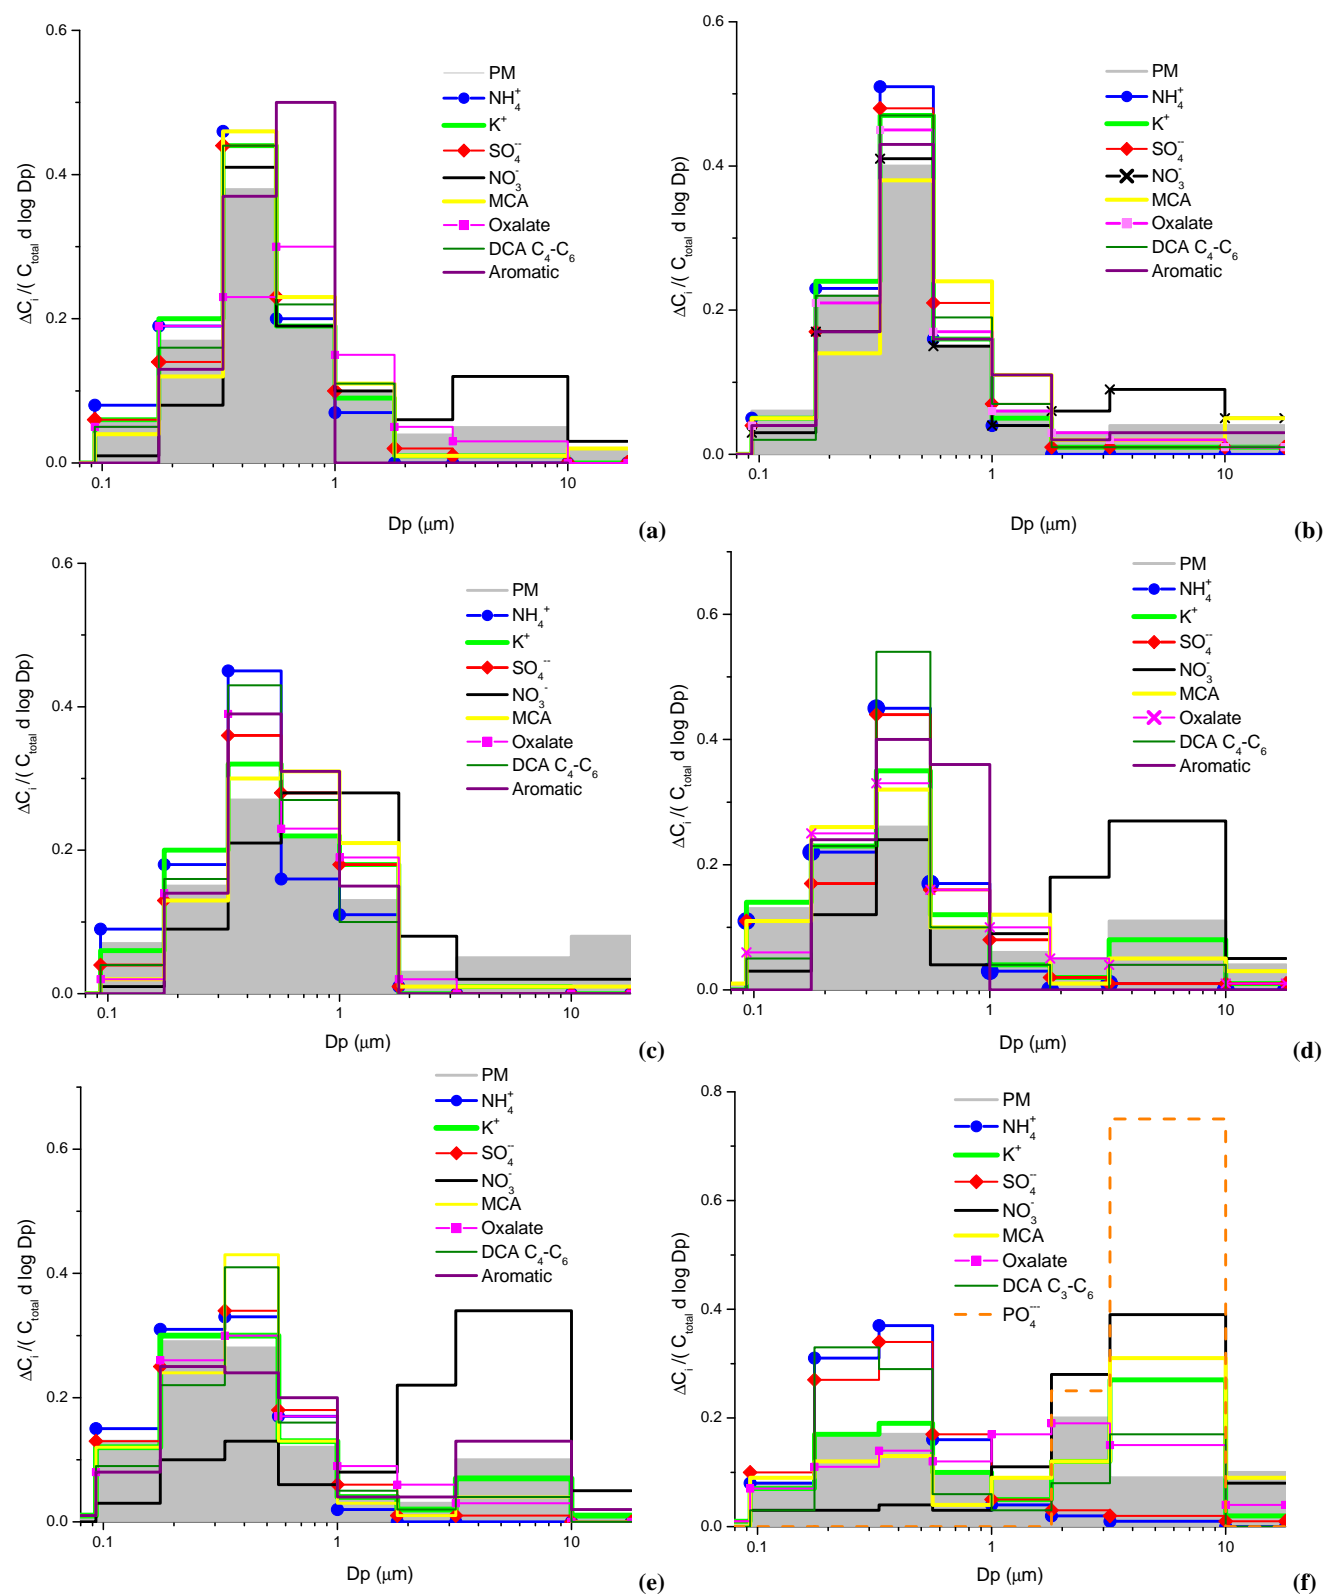 0.6
0.4
0.2
0.0
ΔC_i /( C_total d log Dp)
PM
NH4+
K+
SO4--
NO3-
MCA
Oxalate
DCA C4-C6
Aromatic
0.1 1 10
Dp (μm)
(a)
0.6
0.4
0.2
0.0
ΔC_i /( C_total d log Dp)
PM
NH4+
K+
SO4--
NO3-
MCA
Oxalate
DCA C4-C6
Aromatic
0.1 1 10
Dp (μm)
(b)
0.6
0.4
0.2
0.0
ΔC_i /( C_total d log Dp)
PM
NH4+
K+
SO4--
NO3-
MCA
Oxalate
DCA C4-C6
Aromatic
0.1 1 10
Dp (μm)
(c)
0.6
0.4
0.2
0.0
ΔC_i /( C_total d log Dp)
PM
NH4+
K+
SO4--
NO3-
MCA
Oxalate
DCA C4-C6
Aromatic
0.1 1 10
Dp (μm)
(d)
0.6
0.4
0.2
0.0
ΔC_i /( C_total d log Dp)
PM
NH4+
K+
SO4--
NO3-
MCA
Oxalate
DCA C4-C6
Aromatic
0.1 1 10
Dp (μm)
(e)
0.8
0.6
0.4
0.2
0.0
ΔC_i /( C_total d log Dp)
PM
NH4+
K+
SO4--
NO3-
MCA
Oxalate
DCA C3-C6
PO4---
0.1 1 10
Dp (μm)
(f)